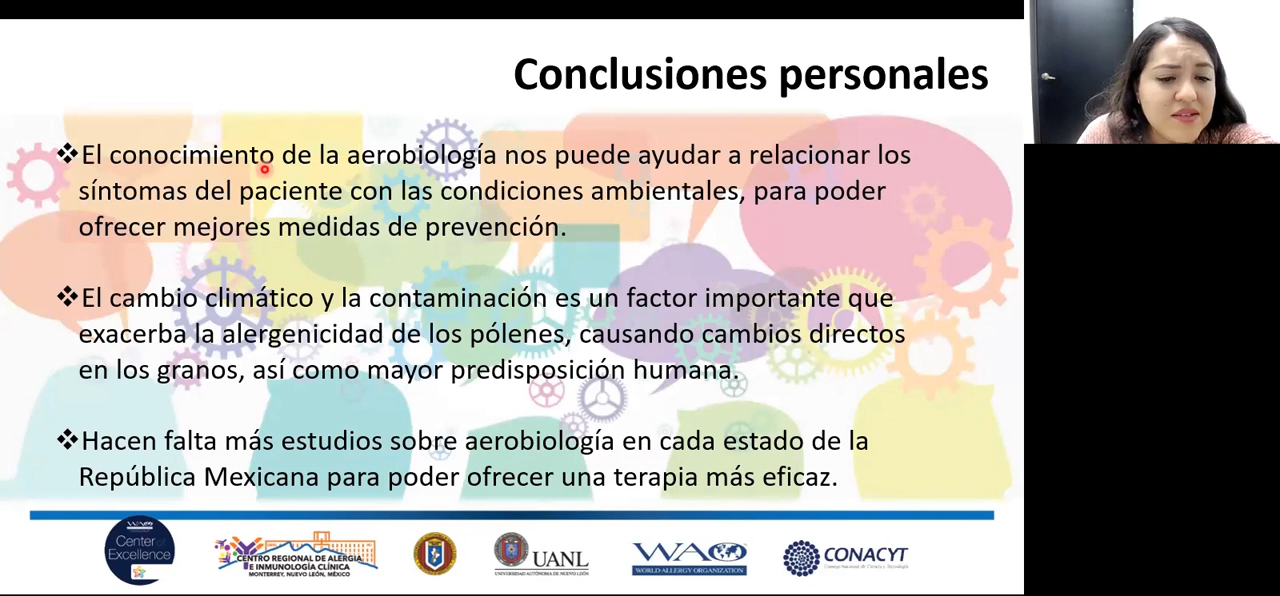 Conclusiones personales
❖El conocimiento de la aerobiología nos puede ayudar a relacionar los
síntomas del paciente con las condiciones ambientales, para poder
ofrecer mejores medidas de prevención.
❖El cambio climático y la contaminación es un factor importante que
exacerba la alergenicidad de los pólenes, causando cambios directos
en los granos, así como mayor predisposición humana.
❖Hacen falta más estudios sobre aerobiología en cada estado de la
República Mexicana para poder ofrecer una terapia más eficaz.
WAO
Center of
Excellence
CENTRO REGIONAL DE ALERGIA
E INMUNOLOGÍA CLÍNICA
MONTERREY, NUEVO LEÓN, MÉXICO
UANL
UNIVERSIDAD AUTÓNOMA DE NUEVO LEÓN
WAO
WORLD ALLERGY ORGANIZATION
CONACYT
Consejo Nacional de Ciencia y Tecnología